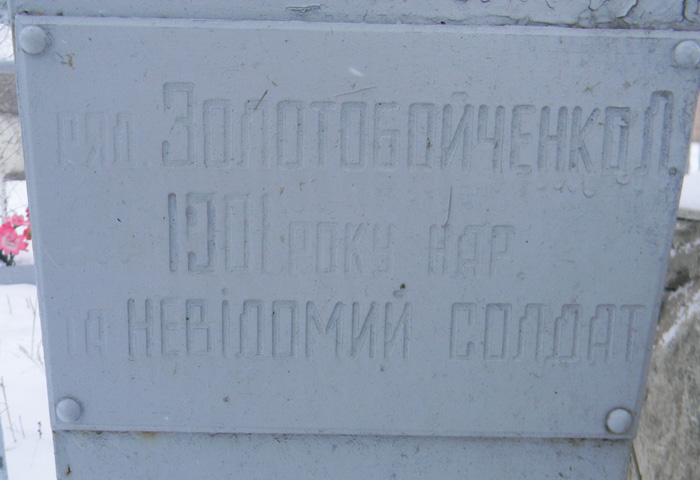 ряд. Золотобойченко Л.
1901 року нар.
та невідомий солдат